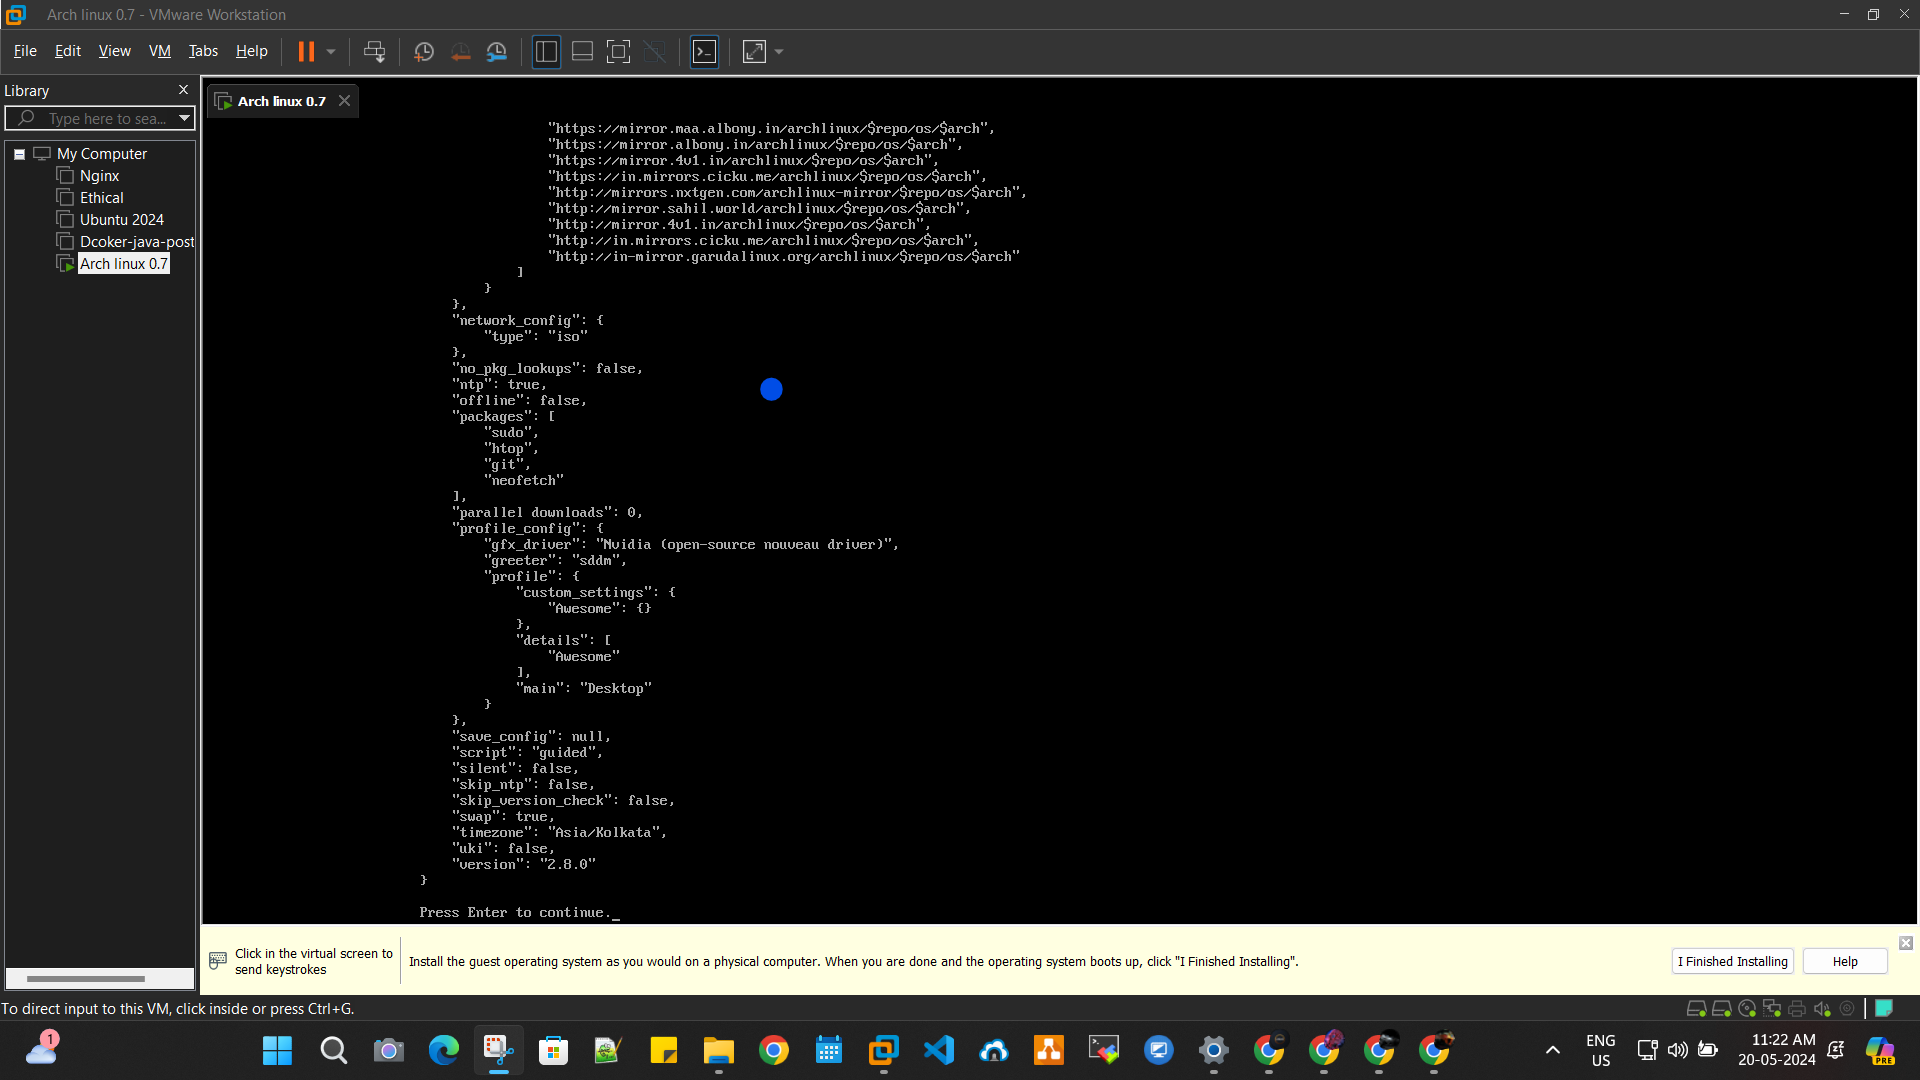 Arch linux 0.7 - VMware Workstation
File Edit View VM Tabs Help
Library
Type here to sea...
My Computer
Nginx
Ethical
Ubuntu 2024
Dcoker-java-post
Arch linux 0.7
Arch linux 0.7
"https://mirror.maa.albony.in/archlinux/$repo/os/$arch",
"https://mirror.albony.in/archlinux/$repo/os/$arch",
"https://mirror.4v1.in/archlinux/$repo/os/$arch",
"https://in.mirrors.cicku.me/archlinux/$repo/os/$arch",
"http://mirrors.nxtgen.com/archlinux-mirror/$repo/os/$arch",
"http://mirror.sahil.world/archlinux/$repo/os/$arch",
"http://mirror.4v1.in/archlinux/$repo/os/$arch",
"http://in.mirrors.cicku.me/archlinux/$repo/os/$arch",
"http://in-mirror.garudalinux.org/archlinux/$repo/os/$arch"
]
}
},
"network_config": {
"type": "iso"
},
"no_pkg_lookups": false,
"ntp": true,
"offline": false,
"packages": [
"sudo",
"htop",
"git",
"neofetch"
],
"parallel downloads": 0,
"profile_config": {
"gfx_driver": "Nvidia (open-source nouveau driver)",
"greeter": "sddm",
"profile": {
"custom_settings": {
"Awesome": {}
},
"details": [
"Awesome"
],
"main": "Desktop"
}
},
"save_config": null,
"script": "guided",
"silent": false,
"skip_ntp": false,
"skip_version_check": false,
"swap": true,
"timezone": "Asia/Kolkata",
"uki": false,
"version": "2.8.0"
}
Press Enter to continue._
Click in the virtual screen to
send keystrokes
Install the guest operating system as you would on a physical computer. When you are done and the operating system boots up, click "I Finished Installing".
I Finished Installing
Help
To direct input to this VM, click inside or press Ctrl+G.
1
ENG
US
11:22 AM
20-05-2024
PRE